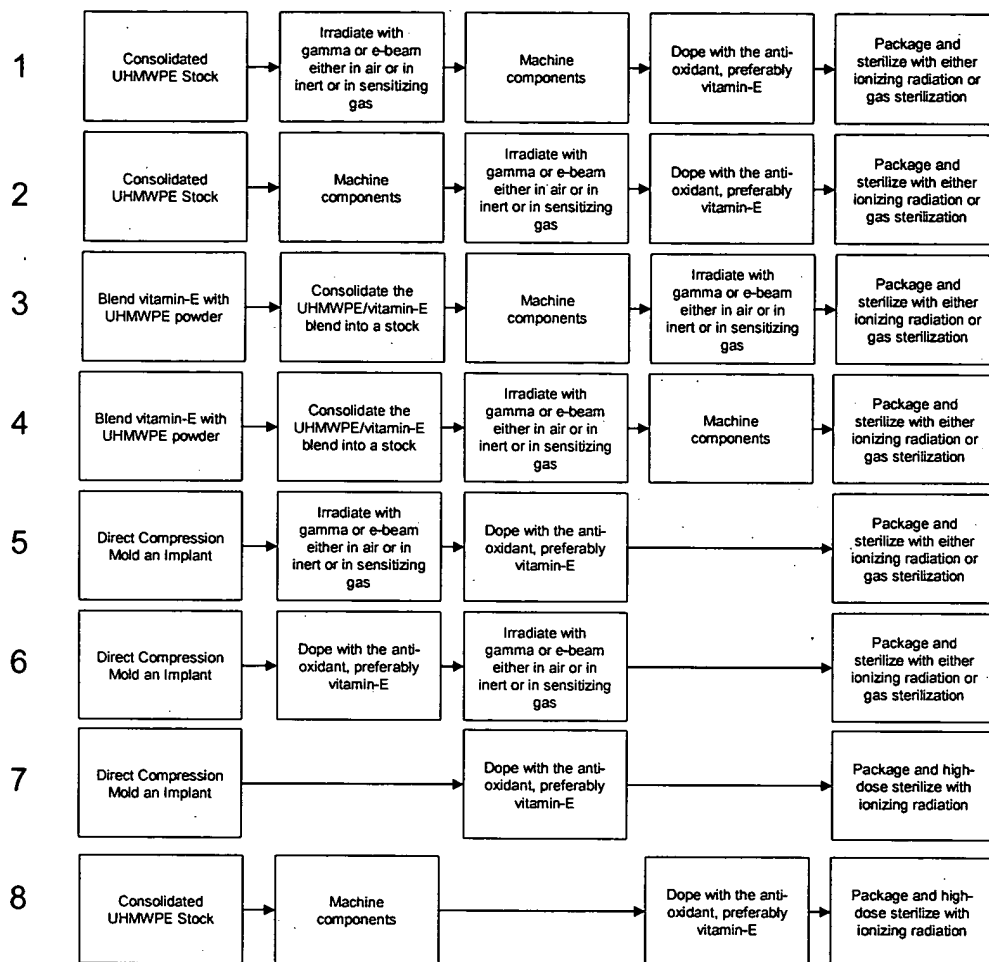 1
Consolidated
UHMWPE Stock
Irradiate with
gamma or e-beam
either in air or in
inert or in sensitizing
gas
Machine
components
Dope with the anti-
oxidant, preferably
vitamin-E
Package and
sterilize with either
ionizing radiation or
gas sterilization
2
Consolidated
UHMWPE Stock
Machine
components
Irradiate with
gamma or e-beam
either in air or in
inert or in sensitizing
gas
Dope with the anti-
oxidant, preferably
vitamin-E
Package and
sterilize with either
ionizing radiation or
gas sterilization
3
Blend vitamin-E with
UHMWPE powder
Consolidate the
UHMWPE/vitamin-E
blend into a stock
Machine
components
Irradiate with
gamma or e-beam
either in air or in
inert or in sensitizing
gas
Package and
sterilize with either
ionizing radiation or
gas sterilization
4
Blend vitamin-E with
UHMWPE powder
Consolidate the
UHMWPE/vitamin-E
blend into a stock
Irradiate with
gamma or e-beam
either in air or in
inert or in sensitizing
gas
Machine
components
Package and
sterilize with either
ionizing radiation or
gas sterilization
5
Direct Compression
Mold an Implant
Irradiate with
gamma or e-beam
either in air or in
inert or in sensitizing
gas
Dope with the anti-
oxidant, preferably
vitamin-E
Package and
sterilize with either
ionizing radiation or
gas sterilization
6
Direct Compression
Mold an Implant
Dope with the anti-
oxidant, preferably
vitamin-E
Irradiate with
gamma or e-beam
either in air or in
inert or in sensitizing
gas
Package and
sterilize with either
ionizing radiation or
gas sterilization
7
Direct Compression
Mold an Implant
Dope with the anti-
oxidant, preferably
vitamin-E
Package and high-
dose sterilize with
ionizing radiation
8
Consolidated
UHMWPE Stock
Machine
components
Dope with the anti-
oxidant, preferably
vitamin-E
Package and high-
dose sterilize with
ionizing radiation